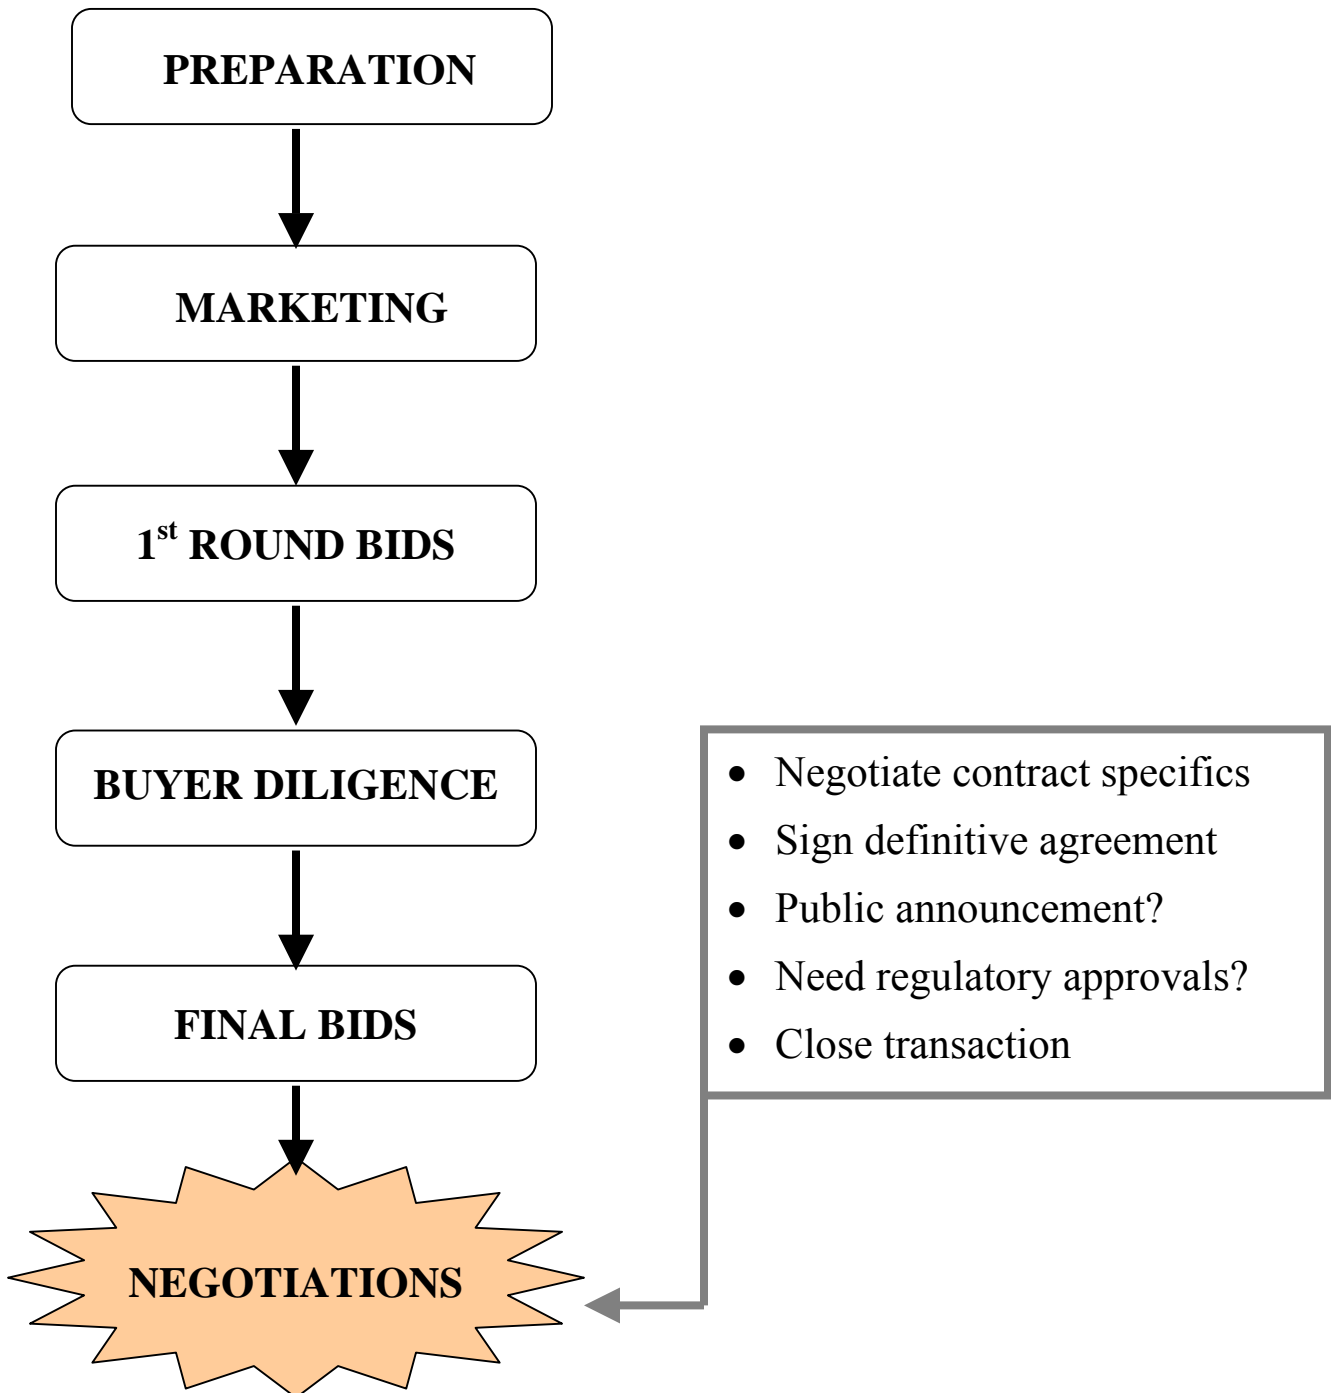 PREPARATION
MARKETING
1st ROUND BIDS
BUYER DILIGENCE
FINAL BIDS
NEGOTIATIONS
• Negotiate contract specifics
• Sign definitive agreement
• Public announcement?
• Need regulatory approvals?
• Close transaction